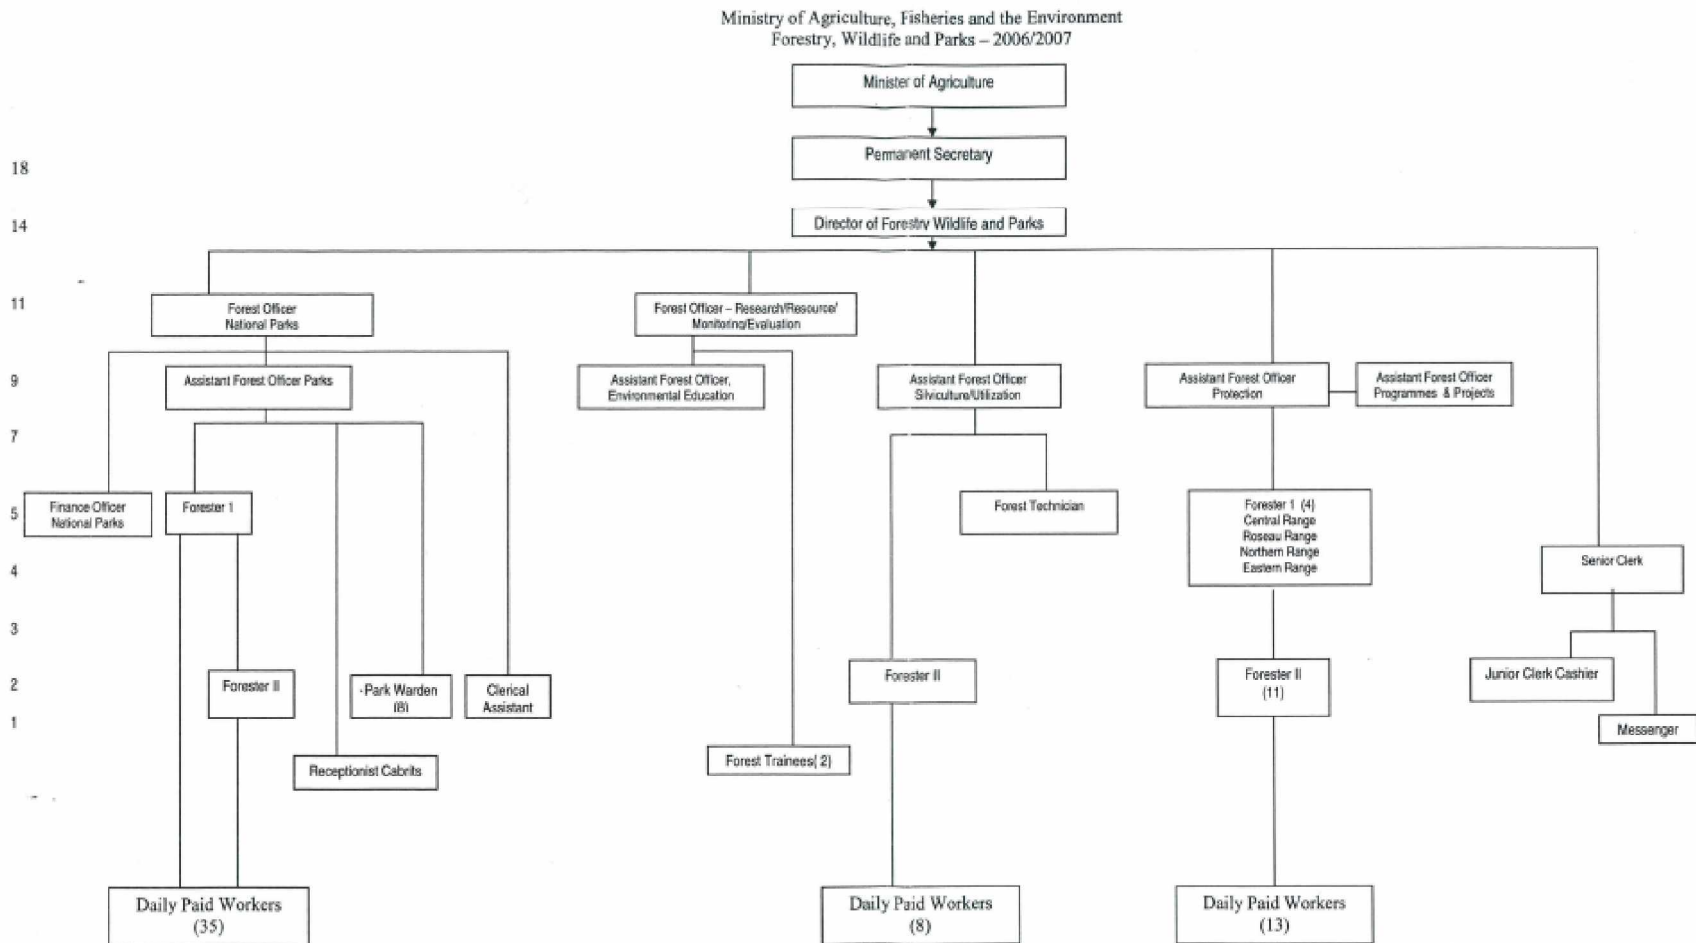 Ministry of Agriculture, Fisheries and the Environment
Forestry, Wildlife and Parks – 2006/2007
Minister of Agriculture
18
Permanent Secretary
14
Director of Forestry Wildlife and Parks
11
Forest Officer
National Parks
Forest Officer – Research/Resource/
Monitoring/Evaluation
9
Assistant Forest Officer Parks
Assistant Forest Officer,
Environmental Education
Assistant Forest Officer
Silviculture/Utilization
Assistant Forest Officer
Protection
Assistant Forest Officer
Programmes & Projects
7
5
Finance Officer
National Parks
Forester 1
Forest Technician
Forester 1 (4)
Central Range
Roseau Range
Northern Range
Eastern Range
4
Senior Clerk
3
2
Forester II
-Park Warden
(8)
Clerical
Assistant
Forester II
Forester II
(11)
Junior Clerk Cashier
1
Messenger
Receptionist Cabrits
Forest Trainees( 2)
Daily Paid Workers
(35)
Daily Paid Workers
(8)
Daily Paid Workers
(13)